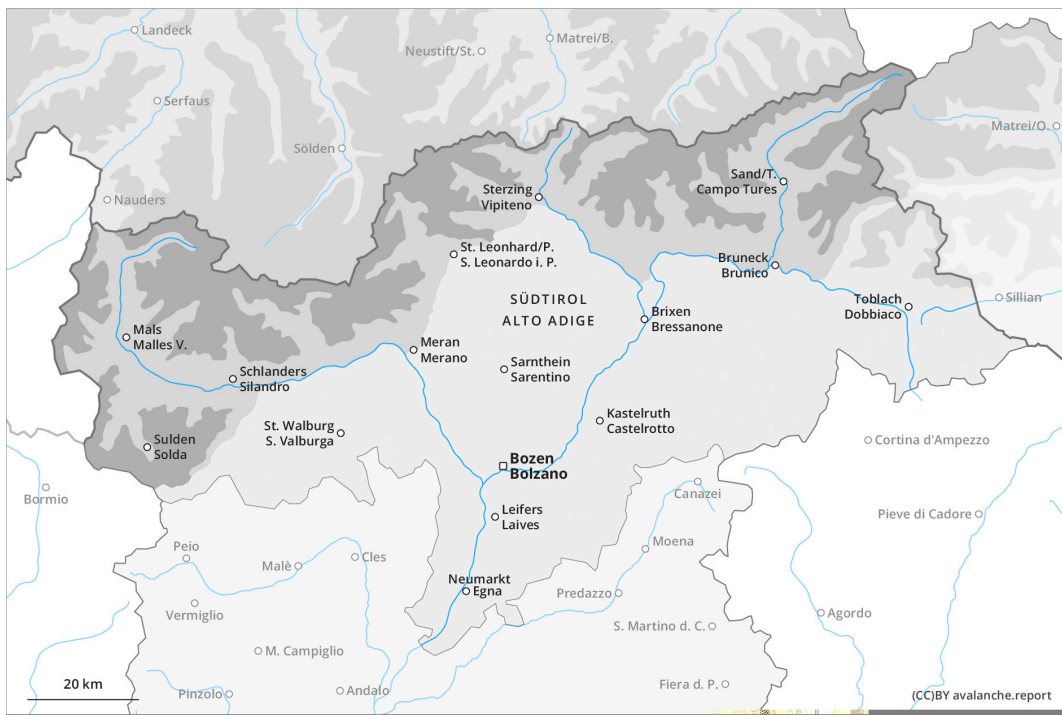 Landeck
Matrei/B.
Neustift/St.
Serfaus
Matrei/O.
Sölden
Sand/T.
Campo Tures
Sterzing
Vipiteno
Nauders
St. Leonhard/P.
S. Leonardo i. P.
Bruneck
Brunico
SÜDTIROL
ALTO ADIGE
Toblach
Dobbiaco
Sillian
Brixen
Bressanone
Mals
Malles V.
Meran
Merano
Sarnthein
Sarentino
Schlanders
Silandro
Kastelruth
Castelrotto
St. Walburg
S. Valburga
Sulden
Solda
Cortina d'Ampezzo
Bozen
Bolzano
Bormio
Canazei
Leifers
Laives
Pieve di Cadore
Peio
Malè
Cles
Moena
Neumarkt
Egna
Predazzo
Vermiglio
Agordo
S. Martino d. C.
M. Campiglio
20 km
Pinzolo
Andalo
Fiera d. P.
(CC)BY avalanche.report